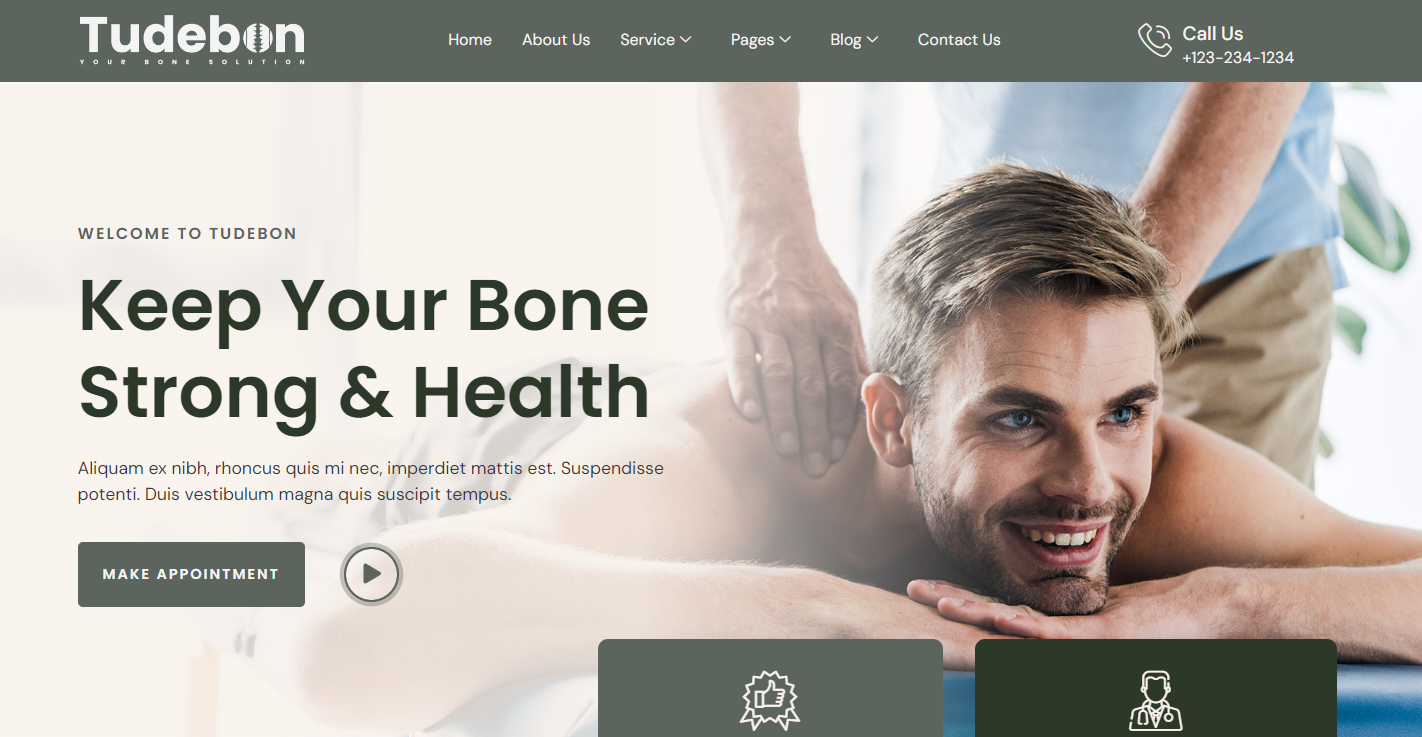 Tudebon
YOUR BONE SOLUTION
Home
About Us
Service
Pages
Blog
Contact Us
Call Us
+123-234-1234
WELCOME TO TUDEBON
Keep Your Bone
Strong & Health
Aliquam ex nibh, rhoncus quis mi nec, imperdiet mattis est. Suspendisse
potenti. Duis vestibulum magna quis suscipit tempus.
MAKE APPOINTMENT